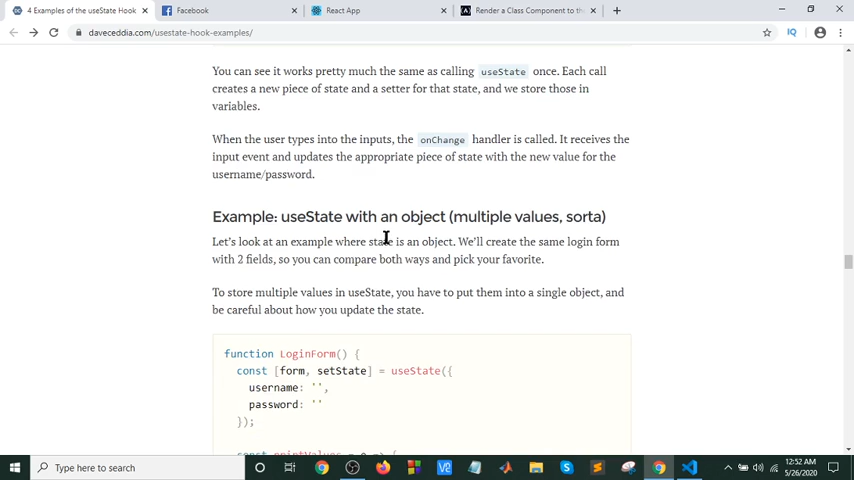 4 Examples of the useState Hook
Facebook
React App
Render a Class Component to th
daveceddia.com/usestate-hook-examples/
IQ
You can see it works pretty much the same as calling useState once. Each call
creates a new piece of state and a setter for that state, and we store those in
variables.
When the user types into the inputs, the onChange handler is called. It receives the
input event and updates the appropriate piece of state with the new value for the
username/password.
Example: useState with an object (multiple values, sorta)
Let's look at an example where state is an object. We'll create the same login form
with 2 fields, so you can compare both ways and pick your favorite.
To store multiple values in useState, you have to put them into a single object, and
be careful about how you update the state.
function LoginForm() {
const [form, setState] = useState({
username: '',
password: ''
});
const printValues = e => {
Type here to search
12:52 AM
5/26/2020